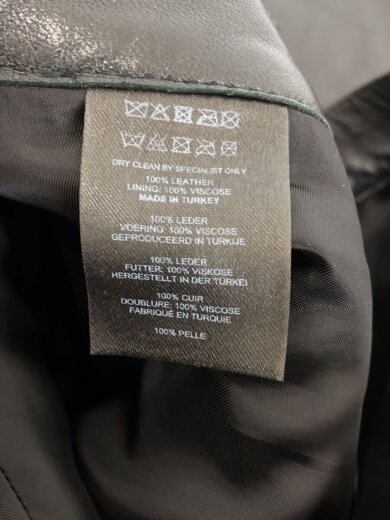 DRY CLEAN BY SPECIALIST ONLY
100% LEATHER
LINING: 100% VISCOSE
MADE IN TURKEY
100% LEDER
VOERING: 100% VISCOSE
GEPRODUCEERD IN TURKIJE
100% LEDER
FUTTER: 100% VISKOSE
HERGESTELLT IN DER TÜRKEI
100% CUIR
DOUBLURE: 100% VISCOSE
FABRIQUÉ EN TURQUIE
100% PELLE